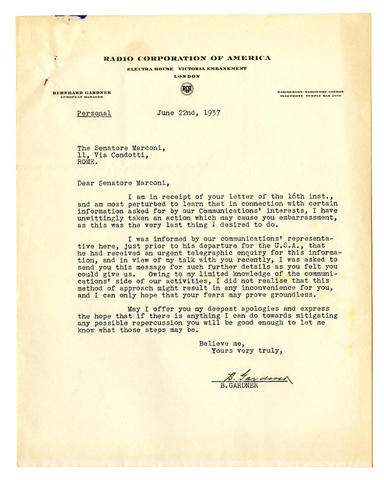 RADIO CORPORATION OF AMERICA
ELECTRA HOUSE VICTORIA EMBANKMENT
LONDON
BERNHARD GARDNER
EUROPEAN MANAGER
RCA
Personal
June 22nd, 1937
The Senatore Marconi,
11, Via Condotti,
ROME.
Dear Senatore Marconi,
I am in receipt of your letter of the 16th inst.,
and am most perturbed to learn that in connection with certain
information asked for by our Communications' interests, I have
unwittingly taken an action which may cause you embarrassment,
as this was the very last thing I desired to do.
I was informed by our communications' represent-
ative here, just prior to his departure for the U.S.A., that
he had received an urgent telegraphic enquiry for this informa-
tion, and in view of my talk with you recently, I was asked to
send you this message for such further details as you felt you
could give us. Owing to my limited knowledge of the communi-
cations' side of our activities, I did not realise that this
method of approach might result in any inconvenience for you,
and I can only hope that your fears may prove groundless.
May I offer you my deepest apologies and express
the hope that if there is anything I can do towards mitigating
any possible repercussion you will be good enough to let me
know what those steps may be.
Believe me,
Yours very truly,
B. Gardner
B.GARDNER